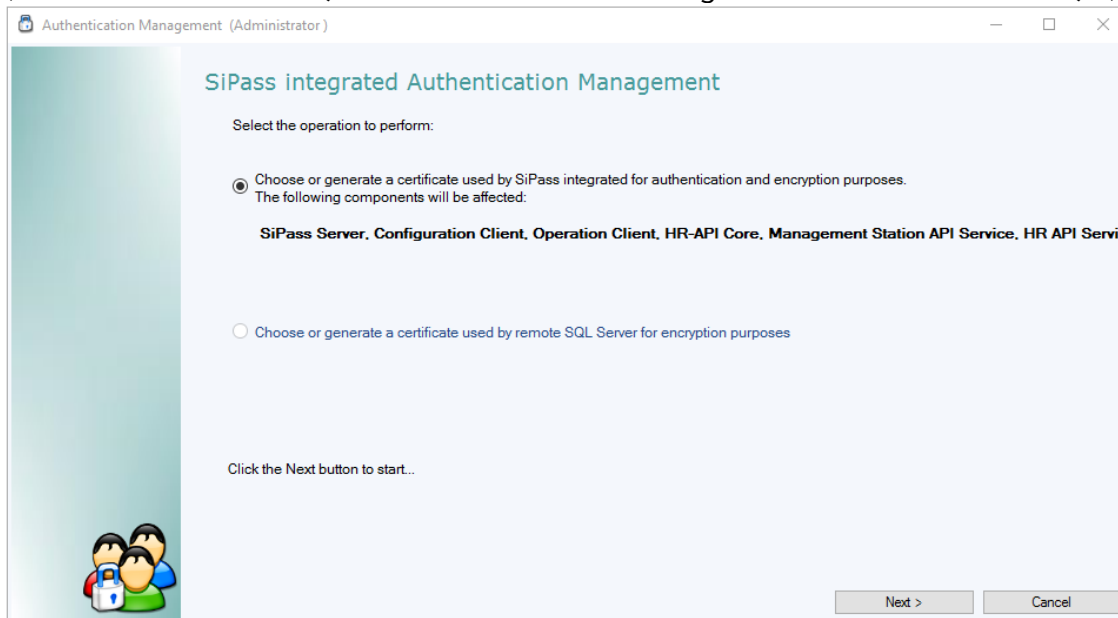 Authentication Management (Administrator)
SiPass integrated Authentication Management
Select the operation to perform:
Choose or generate a certificate used by SiPass integrated for authentication and encryption purposes.
The following components will be affected:
SiPass Server, Configuration Client, Operation Client, HR-API Core, Management Station API Service, HR API Servi
Choose or generate a certificate used by remote SQL Server for encryption purposes
Click the Next button to start...
Next >
Cancel